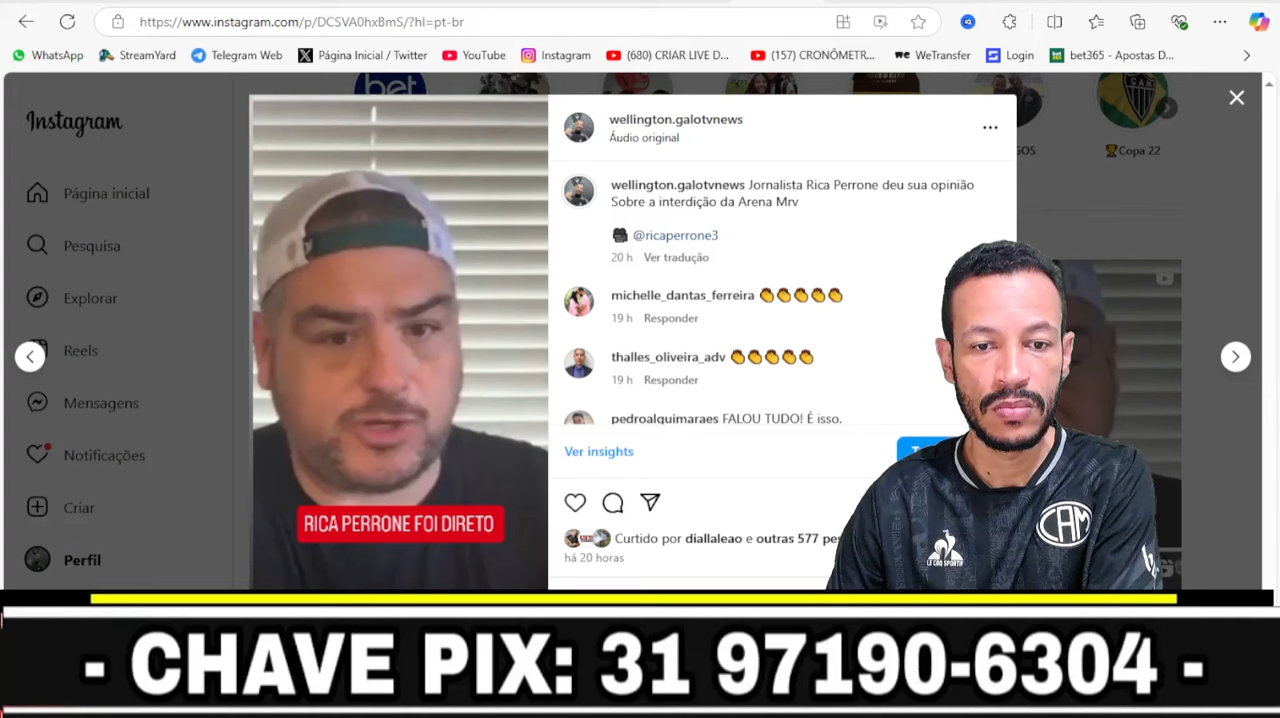 https://www.instagram.com/p/DCSVA0hxBmS/?hl=pt-br
WhatsApp
StreamYard
Telegram Web
Página Inicial / Twitter
YouTube
Instagram
(680) CRIAR LIVE D...
(157) CRONÔMETR...
WeTransfer
Login
bet365 - Apostas D...
Instagram
Página inicial
Pesquisa
Explorar
Reels
Mensagens
Notificações
Criar
Perfil
bet
Copa 22
RICA PERRONE FOI DIRETO
wellington.galotvnews
Áudio original
wellington.galotvnews Jornalista Rica Perrone deu sua opinião
Sobre a interdição da Arena Mrv
@ricaperrone3
20 h Ver tradução
michelle_dantas_ferreira 👏👏👏👏👏
19 h Responder
thalles_oliveira_adv 👏👏👏👏👏
19 h Responder
pedroalquimaraes FALOU TUDO! É isso.
Ver insights
Curtido por diallaleao e outras 577 pes
há 20 horas
CAM
LE COQ SPORTIF
- CHAVE PIX: 31 97190-6304 -